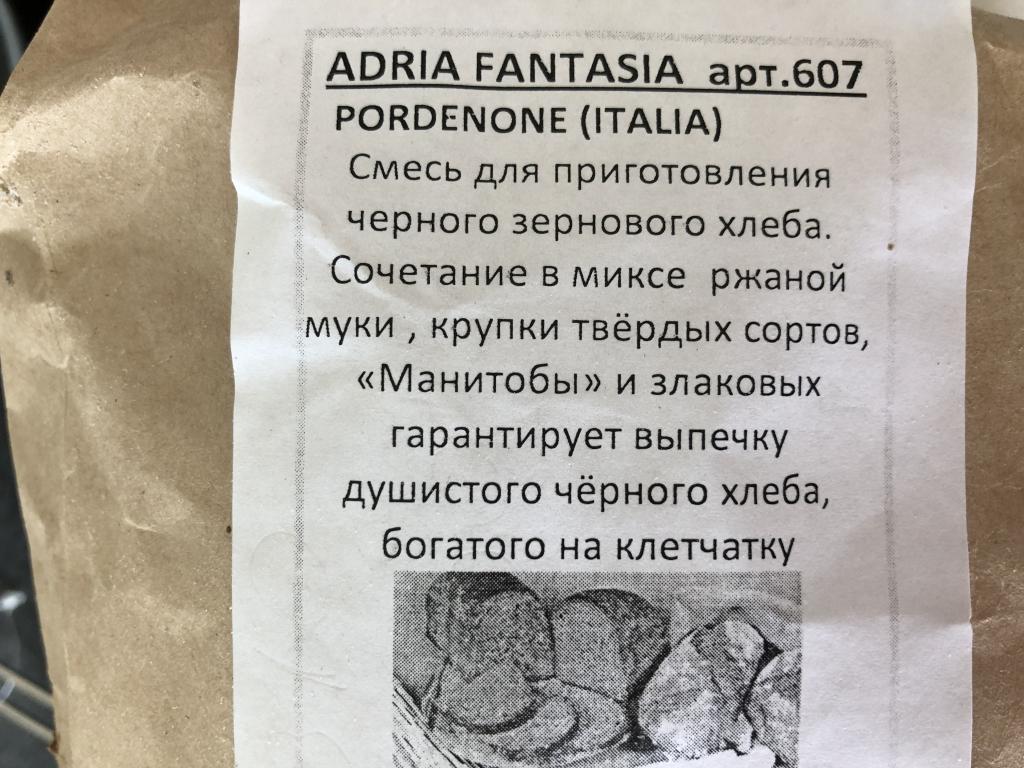 ADRIA FANTASIA арт.607
PORDENONE (ITALIA)
Смесь для приготовления
черного зернового хлеба.
Сочетание в миксе ржаной
муки , крупки твёрдых сортов,
«Манитобы» и злаковых
гарантирует выпечку
душистого чёрного хлеба,
богатого на клетчатку